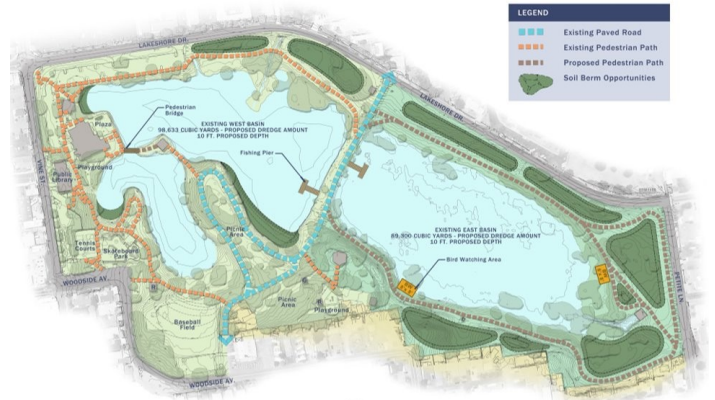 LEGEND
Existing Paved Road
Existing Pedestrian Path
Proposed Pedestrian Path
Soil Berm Opportunities
LAKESHORE DR.
LAKESHORE DR.
Pedestrian
Bridge
EXISTING WEST BASIN
98,633 CUBIC YARDS - PROPOSED DREDGE AMOUNT
10 FT. PROPOSED DEPTH
Plaza
Fishing Pier
Playground
Public
Library
VINE ST.
Picnic
Area
EXISTING EAST BASIN
89,300 CUBIC YARDS - PROPOSED DREDGE AMOUNT
10 FT. PROPOSED DEPTH
Bird Watching Area
Tennis
Courts
Skateboard
Park
WOODSIDE AV.
Picnic
Area
Playground
Baseball
Field
WOODSIDE AV.